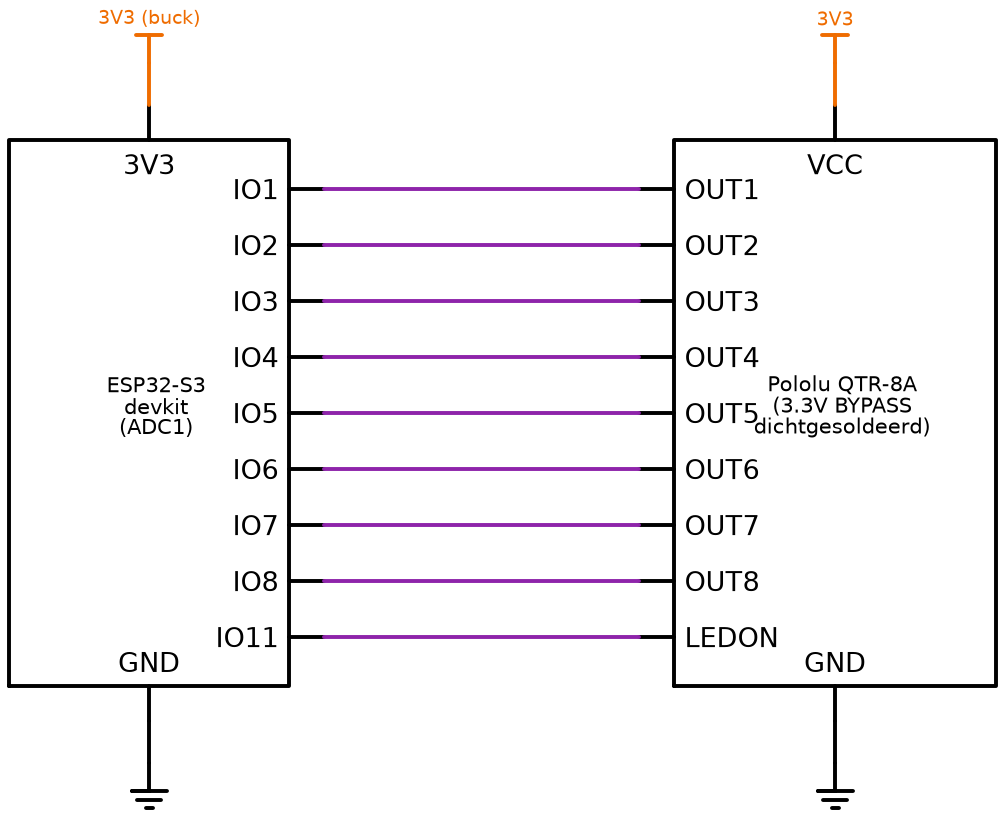 3V3 (buck)
3V3
3V3
VCC
IO1
OUT1
IO2
OUT2
IO3
OUT3
IO4
OUT4
ESP32-S3
devkit
(ADC1)
Pololu QTR-8A
(3.3V BYPASS
dichtgesoldeerd)
IO5
OUT5
IO6
OUT6
IO7
OUT7
IO8
OUT8
IO11
LEDON
GND
GND